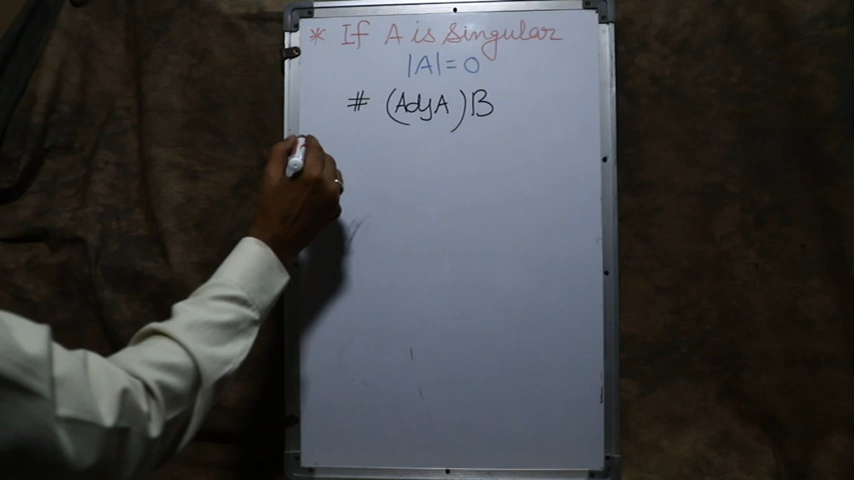 * If A is Singular
|A| = 0
# (AdjA)B